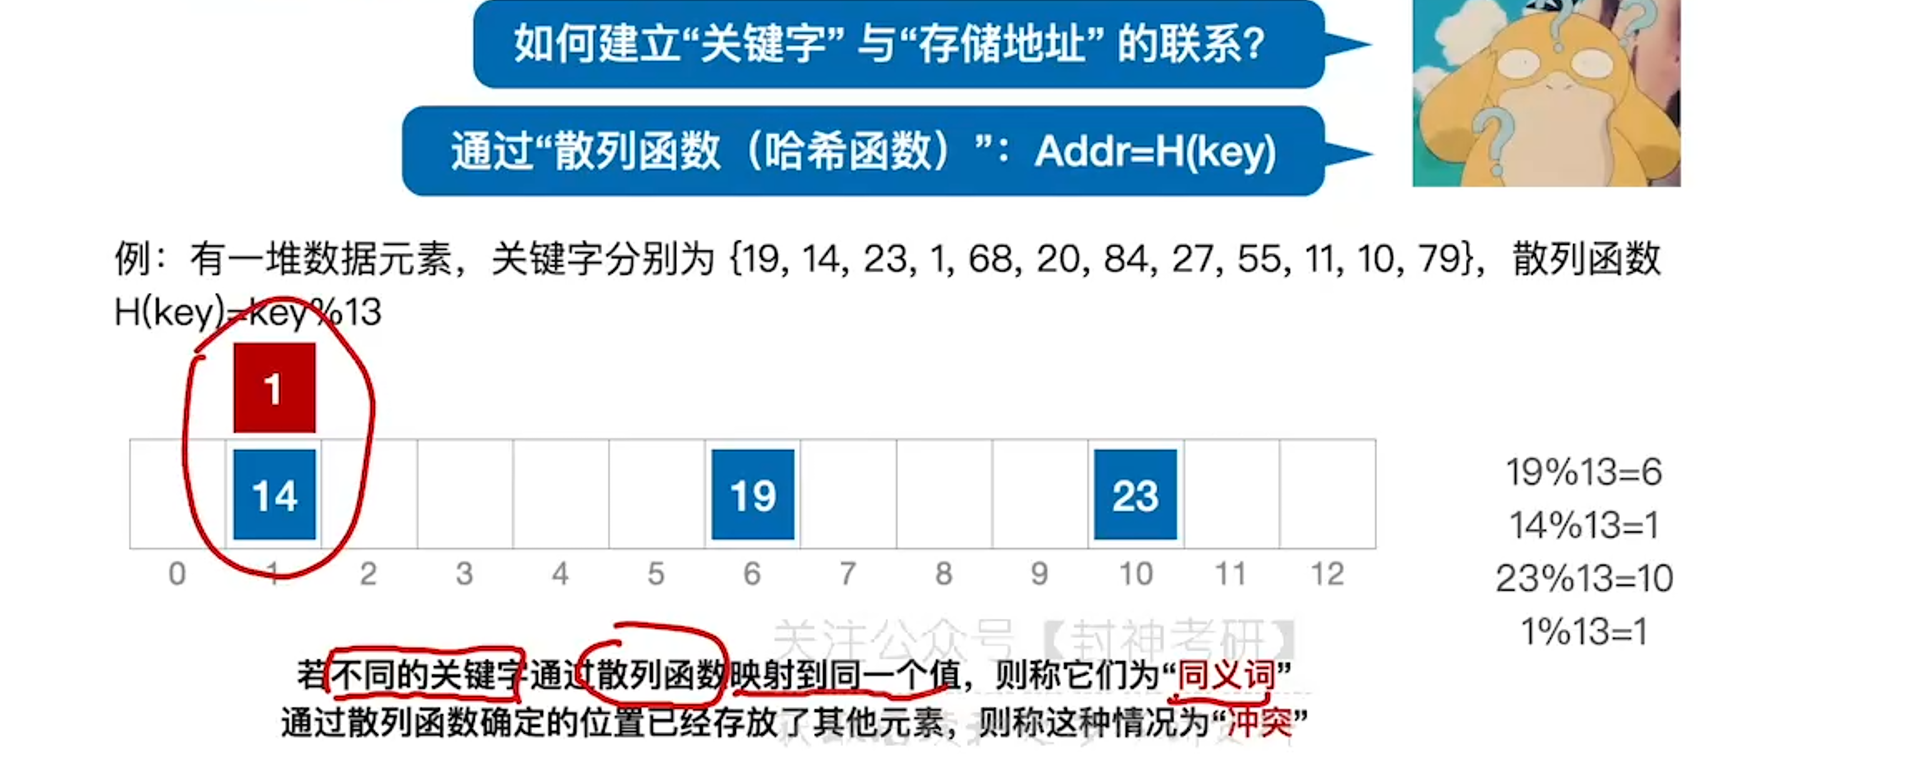 如何建立“关键字” 与“存储地址” 的联系？
通过“散列函数（哈希函数）”：Addr=H(key)
例：有一堆数据元素，关键字分别为 {19, 14, 23, 1, 68, 20, 84, 27, 55, 11, 10, 79}，散列函数
H(key)=key%13
1
14 19 23
0 1 2 3 4 5 6 7 8 9 10 11 12
19%13=6
14%13=1
23%13=10
1%13=1
关注公众号【封神考研】
若不同的关键字通过散列函数映射到同一个值，则称它们为“同义词”
通过散列函数确定的位置已经存放了其他元素，则称这种情况为“冲突”